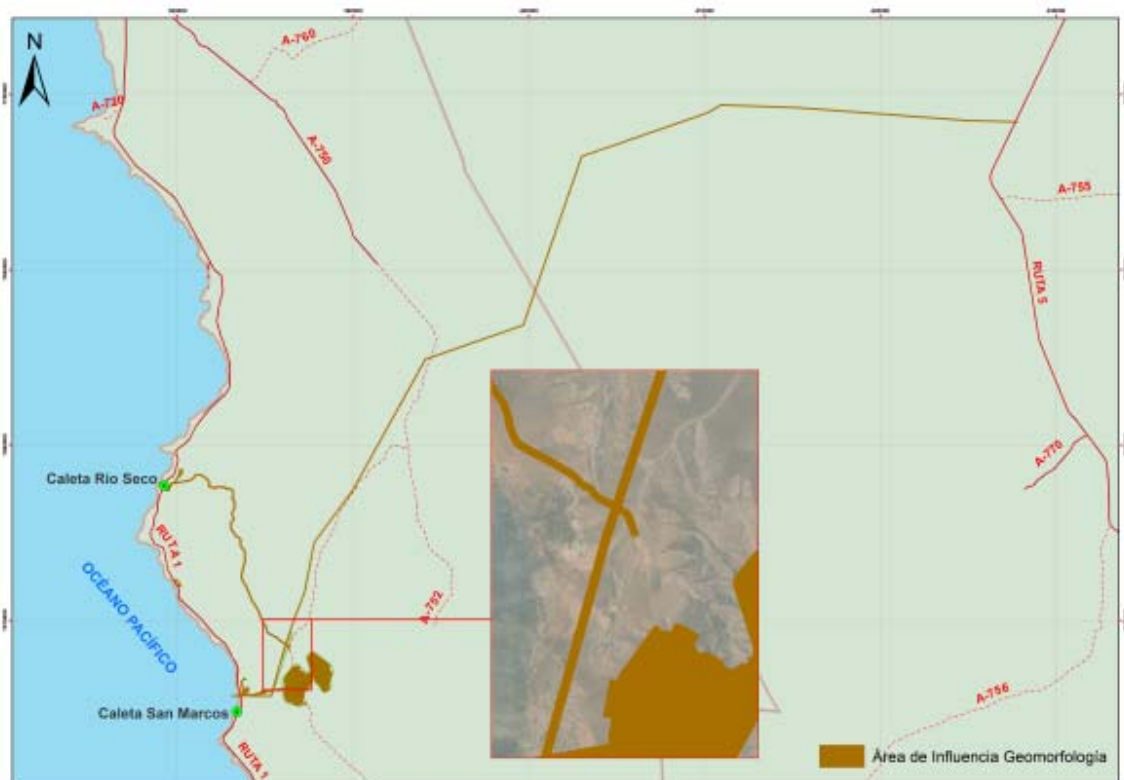 N
A-760
A-720
A-750
A-755
RUTA 5
A-770
Caleta Río Seco
RUTA 1
OCÉANO PACÍFICO
A-752
A-756
Caleta San Marcos
RUTA 1
Área de Influencia Geomorfología